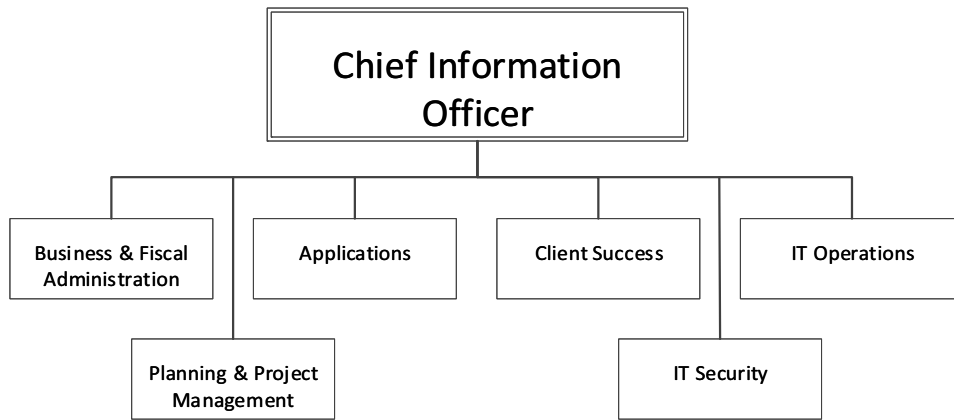 Chief Information
Officer
Business & Fiscal
Administration
Applications
Client Success
IT Operations
Planning & Project
Management
IT Security